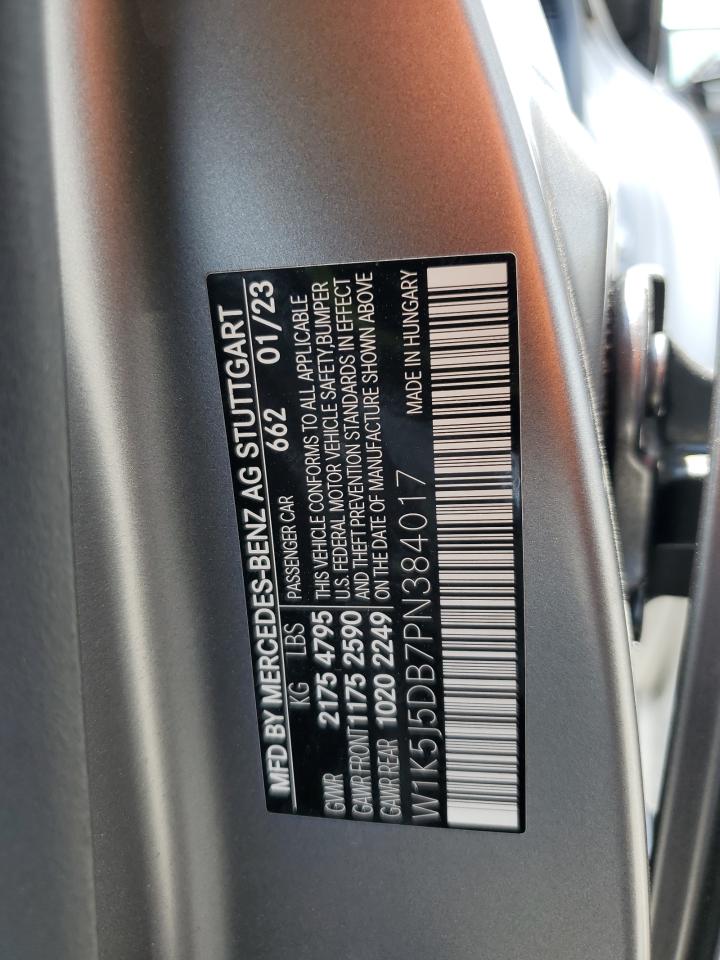 MFD BY MERCEDES-BENZ AG STUTTGART
KG LBS PASSENGER CAR 662 01/23
GVWR 2175 4795 THIS VEHICLE CONFORMS TO ALL APPLICABLE
GAWR FRONT 1175 2590 U.S. FEDERAL MOTOR VEHICLE SAFETY,BUMPER
GAWR REAR 1020 2249 AND THEFT PREVENTION STANDARDS IN EFFECT
ON THE DATE OF MANUFACTURE SHOWN ABOVE
W1K5J5DB7PN384017 MADE IN HUNGARY